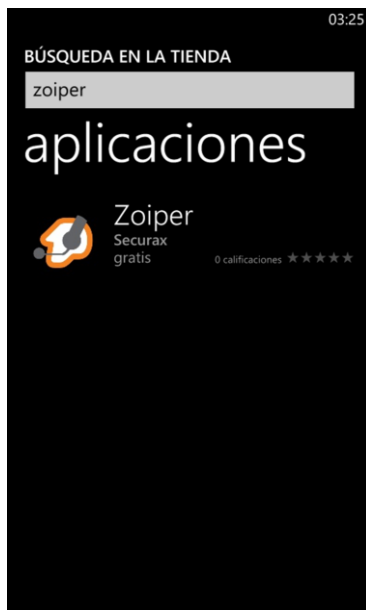 03:25
BÚSQUEDA EN LA TIENDA
zoiper
aplicaciones
Zoiper
Securax
gratis 0 calificaciones